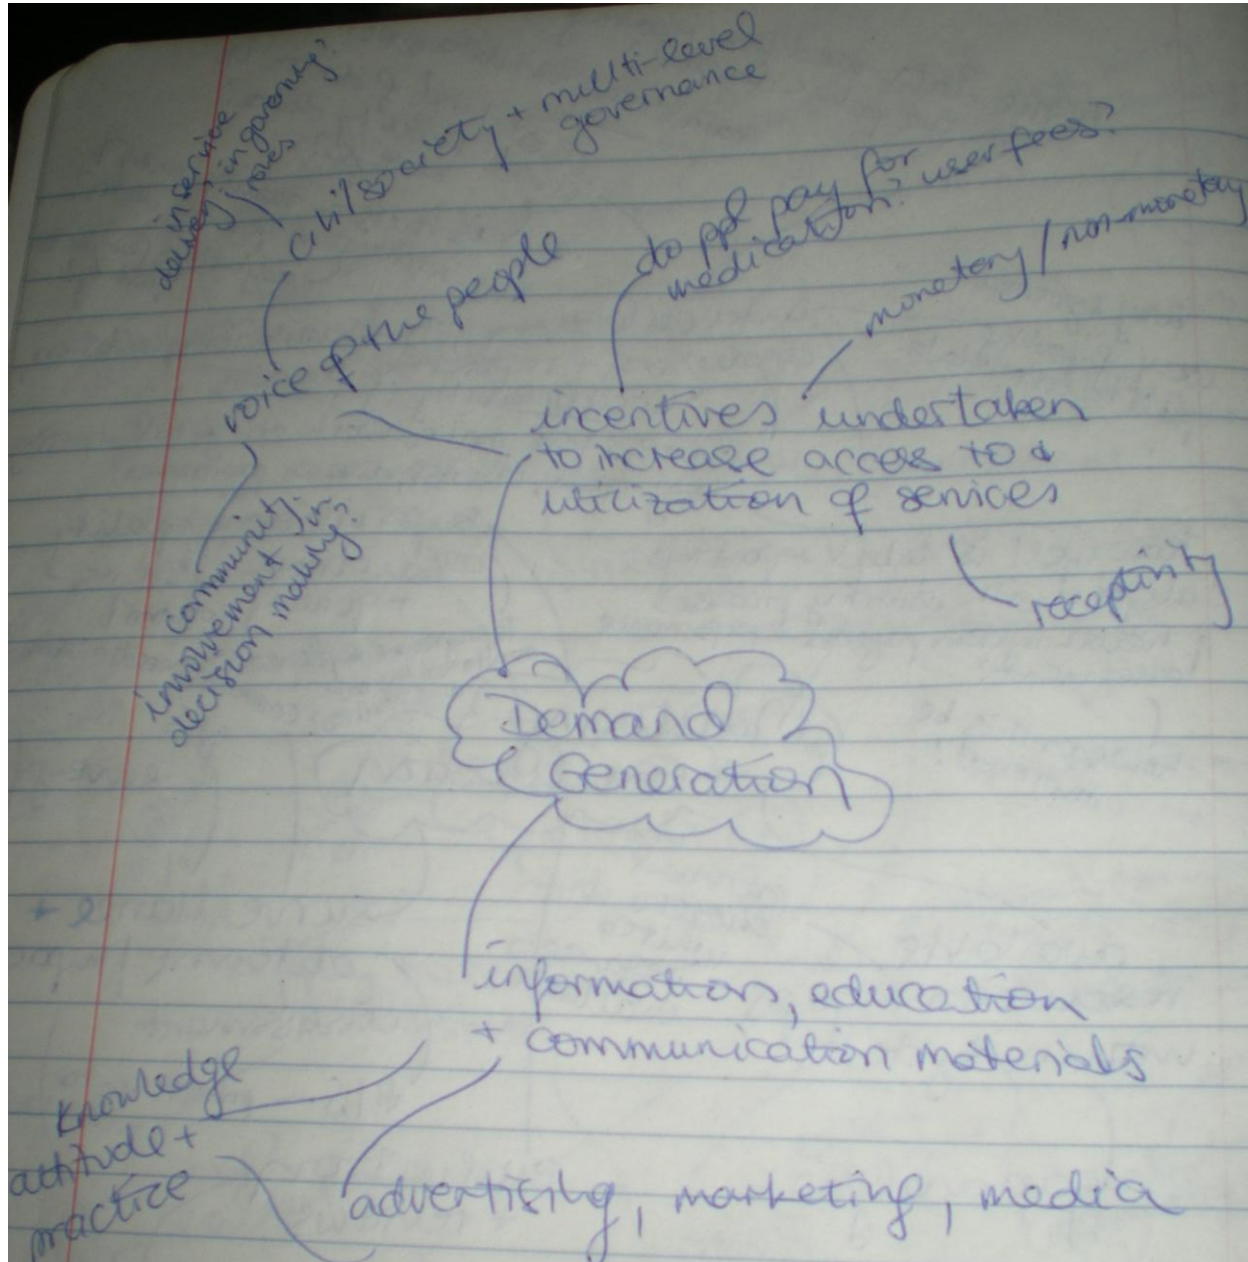 in service
delivery, in governing?
roles
civil society + multi-level
governance
voice of the people
community
involvement in
decision making?
do ppl pay for
medication? user fees?
monetary / non-monetary
incentives undertaken
to increase access to &
utilization of services
receptivity
Demand
Generation
information, education
+ communication materials
knowledge
attitude +
practice
advertising, marketing, media